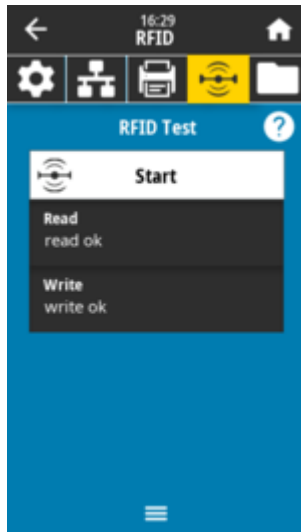 16:29
RFID
RFID Test
?
Start
Read
read ok
Write
write ok